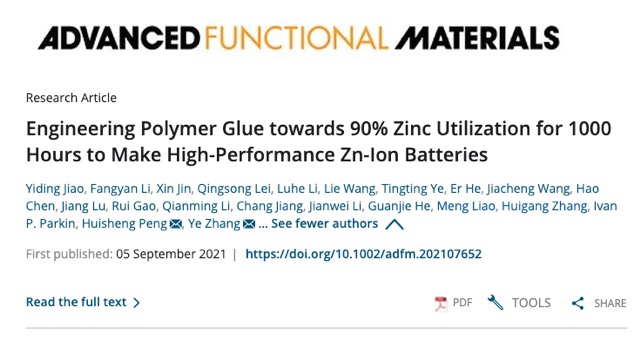 ADVANCED FUNCTIONAL MATERIALS
Research Article
Engineering Polymer Glue towards 90% Zinc Utilization for 1000
Hours to Make High-Performance Zn-Ion Batteries
Yiding Jiao, Fangyan Li, Xin Jin, Qingsong Lei, Luhe Li, Lie Wang, Tingting Ye, Er He, Jiacheng Wang, Hao
Chen, Jiang Lu, Rui Gao, Qianming Li, Chang Jiang, Jianwei Li, Guanjie He, Meng Liao, Huigang Zhang, Ivan
P. Parkin, Huisheng Peng, Ye Zhang ... See fewer authors
First published: 05 September 2021 | https://doi.org/10.1002/adfm.202107652
Read the full text PDF TOOLS SHARE